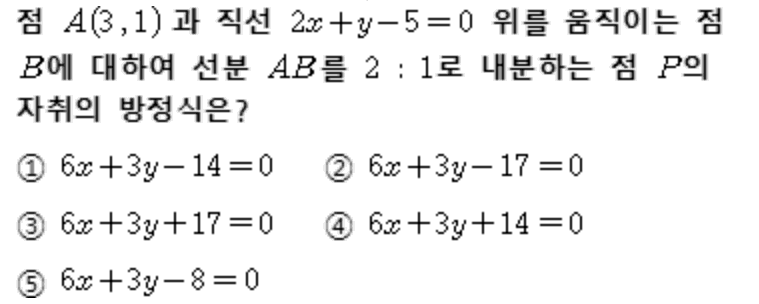 점 A(3,1)과 직선 2x+y-5=0 위를 움직이는 점
B에 대하여 선분 AB를 2 : 1로 내분하는 점 P의
자취의 방정식은?
① 6x+3y-14=0 ② 6x+3y-17=0
③ 6x+3y+17=0 ④ 6x+3y+14=0
⑤ 6x+3y-8=0